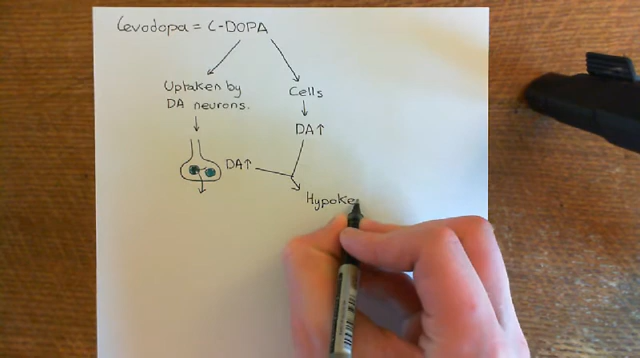 Levodopa = L-DOPA
Uptaken by
DA neurons.
Cells
DA↑
DA↑
Hypoke